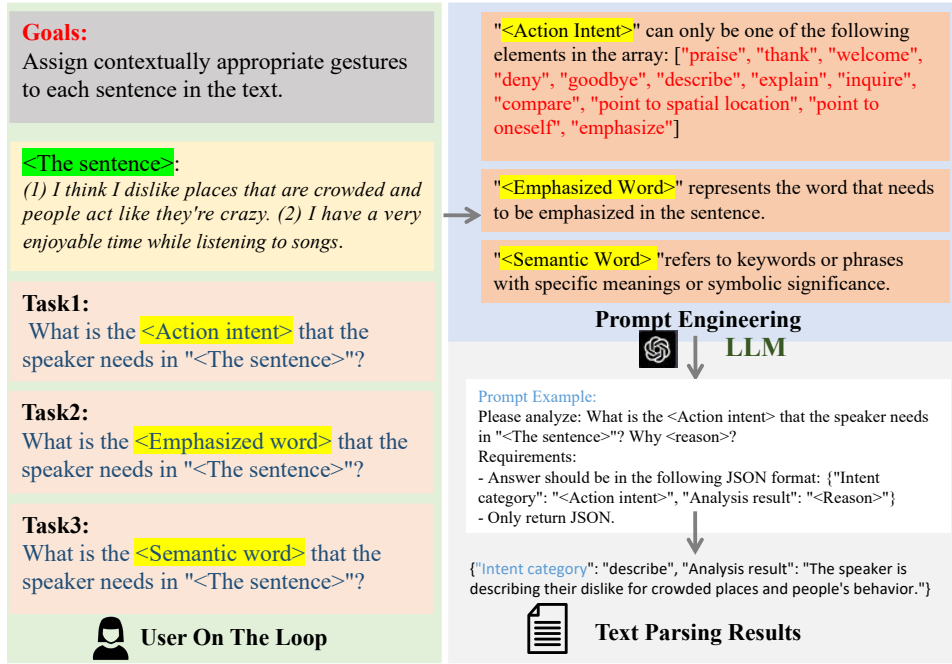 Goals:
Assign contextually appropriate gestures
to each sentence in the text.
<The sentence>:
(1) I think I dislike places that are crowded and
people act like they're crazy. (2) I have a very
enjoyable time while listening to songs.
Task1:
What is the <Action intent> that the
speaker needs in "<The sentence>"?
Task2:
What is the <Emphasized word> that the
speaker needs in "<The sentence>"?
Task3:
What is the <Semantic word> that the
speaker needs in "<The sentence>"?
User On The Loop
"<Action Intent>" can only be one of the following
elements in the array: ["praise", "thank", "welcome",
"deny", "goodbye", "describe", "explain", "inquire",
"compare", "point to spatial location", "point to
oneself", "emphasize"]
"<Emphasized Word>" represents the word that needs
to be emphasized in the sentence.
"<Semantic Word> "refers to keywords or phrases
with specific meanings or symbolic significance.
Prompt Engineering
LLM
Prompt Example:
Please analyze: What is the <Action intent> that the speaker needs
in "<The sentence>"? Why <reason>?
Requirements:
- Answer should be in the following JSON format: {"Intent
category": "<Action intent>", "Analysis result": "<Reason>"}
- Only return JSON.
{"Intent category": "describe", "Analysis result": "The speaker is
describing their dislike for crowded places and people's behavior."}
Text Parsing Results